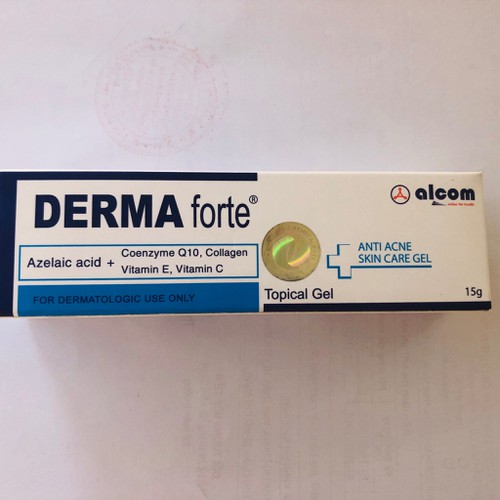 DERMA forte®
alcom
Azelaic acid + Coenzyme Q10, Collagen
Vitamin E, Vitamin C
ANTI ACNE
SKIN CARE GEL
FOR DERMATOLOGIC USE ONLY
Topical Gel
15g